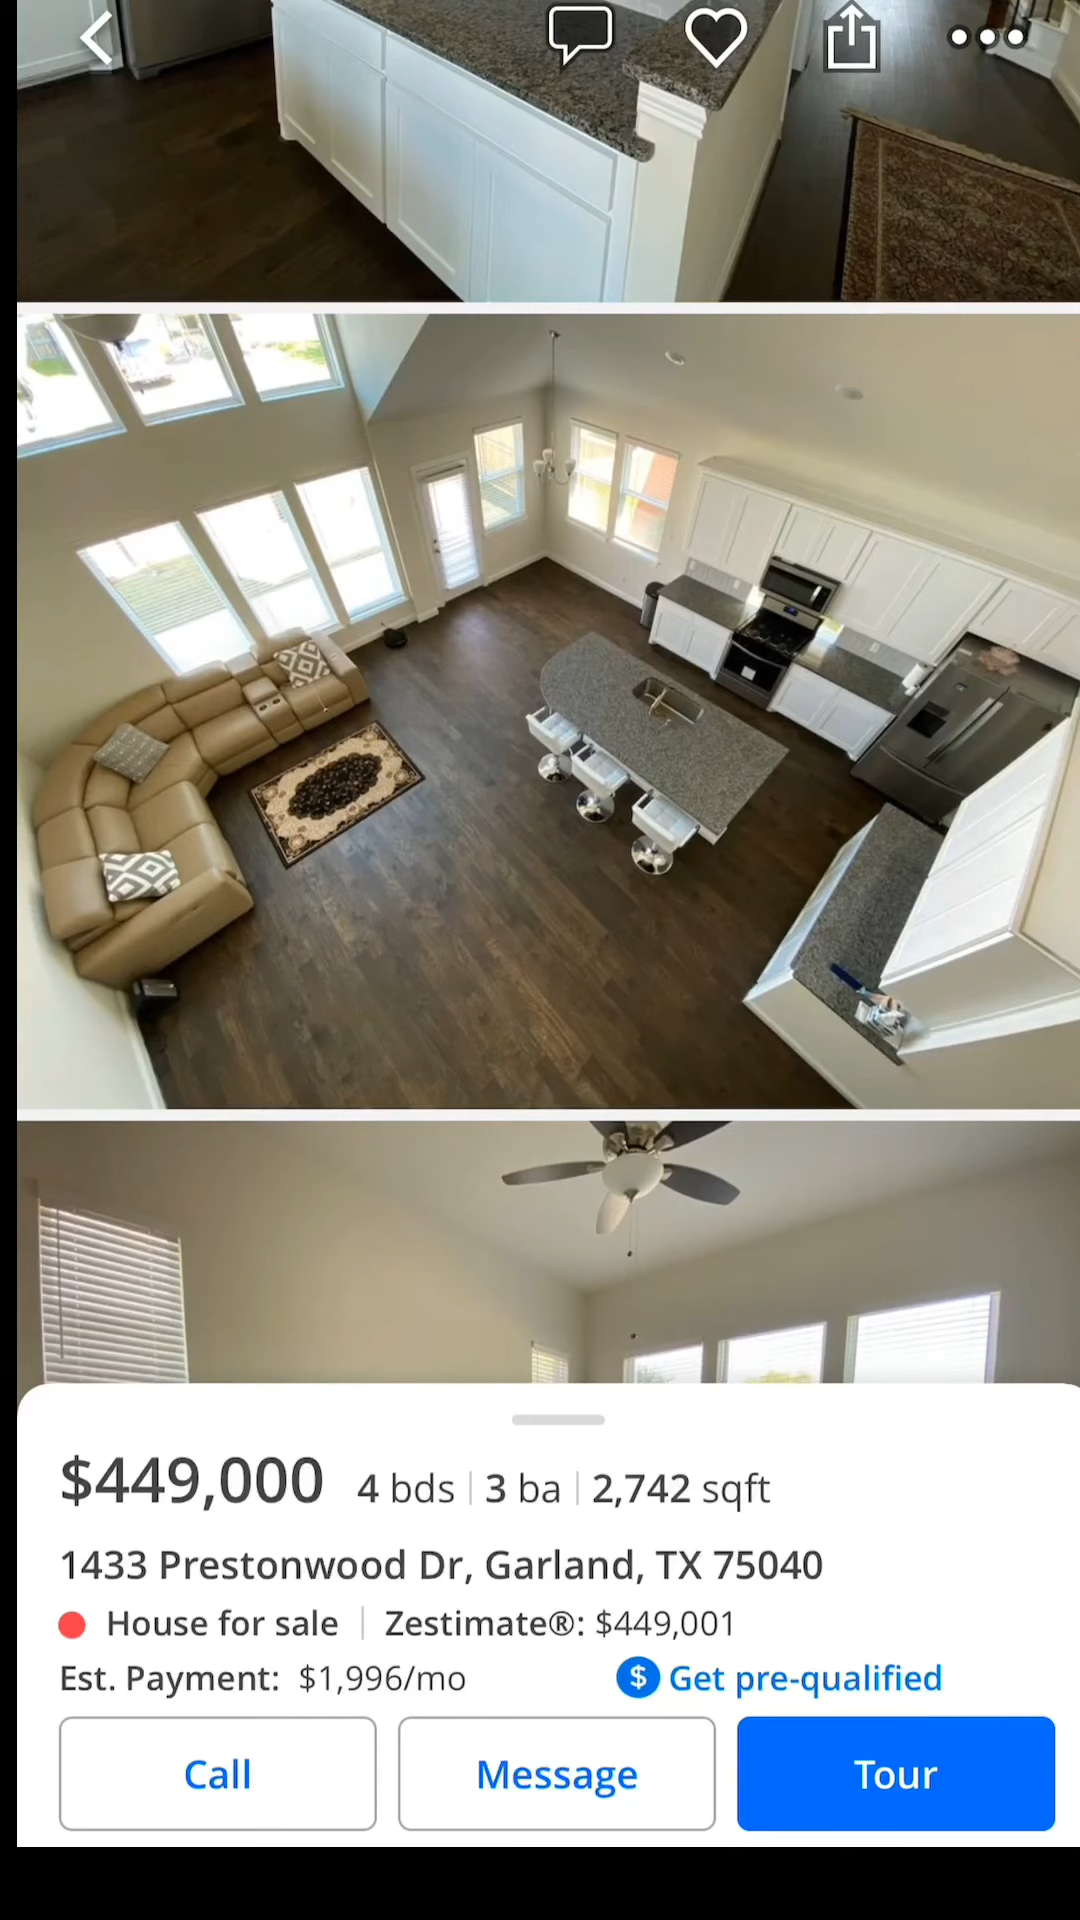 $449,000 4 bds | 3 ba | 2,742 sqft
1433 Prestonwood Dr, Garland, TX 75040
House for sale | Zestimate®: $449,001
Est. Payment: $1,996/mo $ Get pre-qualified
Call Message Tour